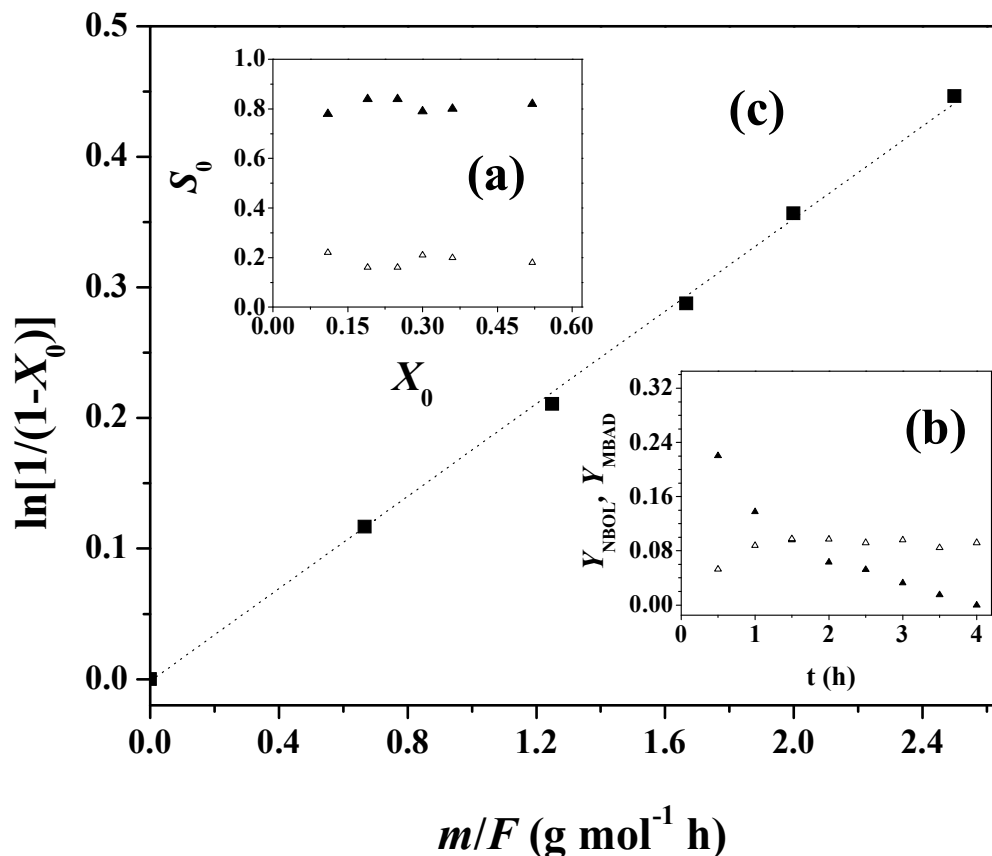 0.5
0.4
0.3
0.2
0.1
0.0
ln[1/(1-X₀)]
0.0 0.4 0.8 1.2 1.6 2.0 2.4
m/F (g mol⁻¹ h)
(c)
1.0
0.8
0.6
0.4
0.2
0.0
S₀
(a)
0.00 0.15 0.30 0.45 0.60
X₀
0.32
0.24
0.16
0.08
0.00
Y_NBOL, Y_MBAD
(b)
0 1 2 3 4
t (h)